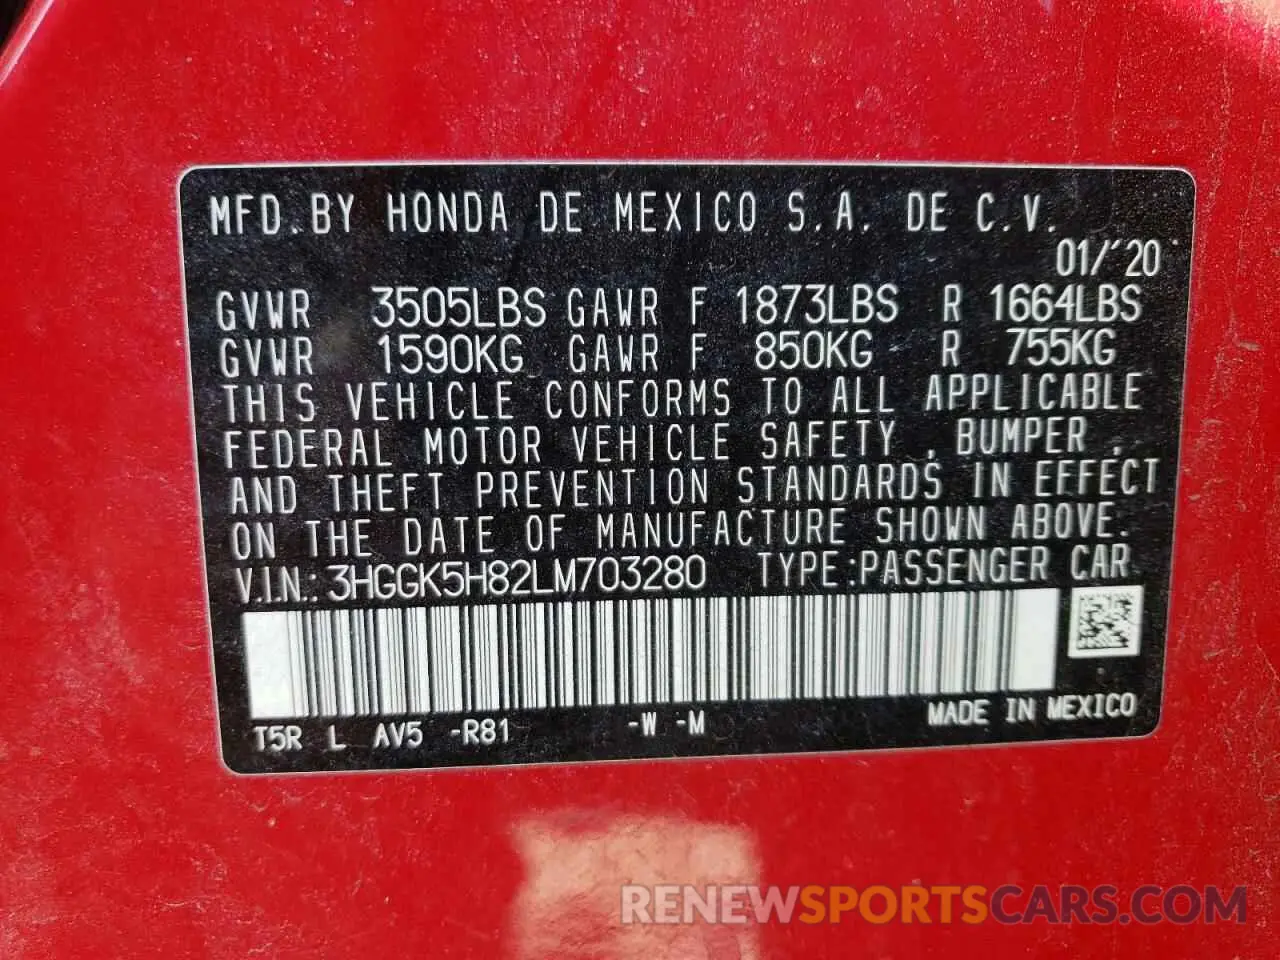 MFD. BY HONDA DE MEXICO S.A. DE C.V.
01/'20
GVWR 3505LBS GAWR F 1873LBS R 1664LBS
GVWR 1590KG GAWR F 850KG R 755KG
THIS VEHICLE CONFORMS TO ALL APPLICABLE
FEDERAL MOTOR VEHICLE SAFETY , BUMPER ,
AND THEFT PREVENTION STANDARDS IN EFFECT
ON THE DATE OF MANUFACTURE SHOWN ABOVE.
V.I.N.: 3HGGK5H82LM703280 TYPE:PASSENGER CAR
T5R L AV5 -R81 -W -M MADE IN MEXICO
RENEWSPORTSCARS.COM